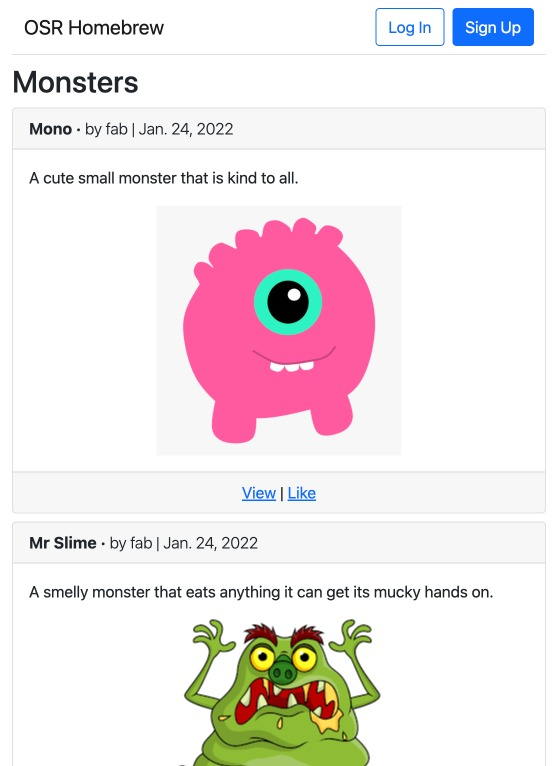 OSR Homebrew
Log In
Sign Up
Monsters
Mono · by fab | Jan. 24, 2022
A cute small monster that is kind to all.
View | Like
Mr Slime · by fab | Jan. 24, 2022
A smelly monster that eats anything it can get its mucky hands on.